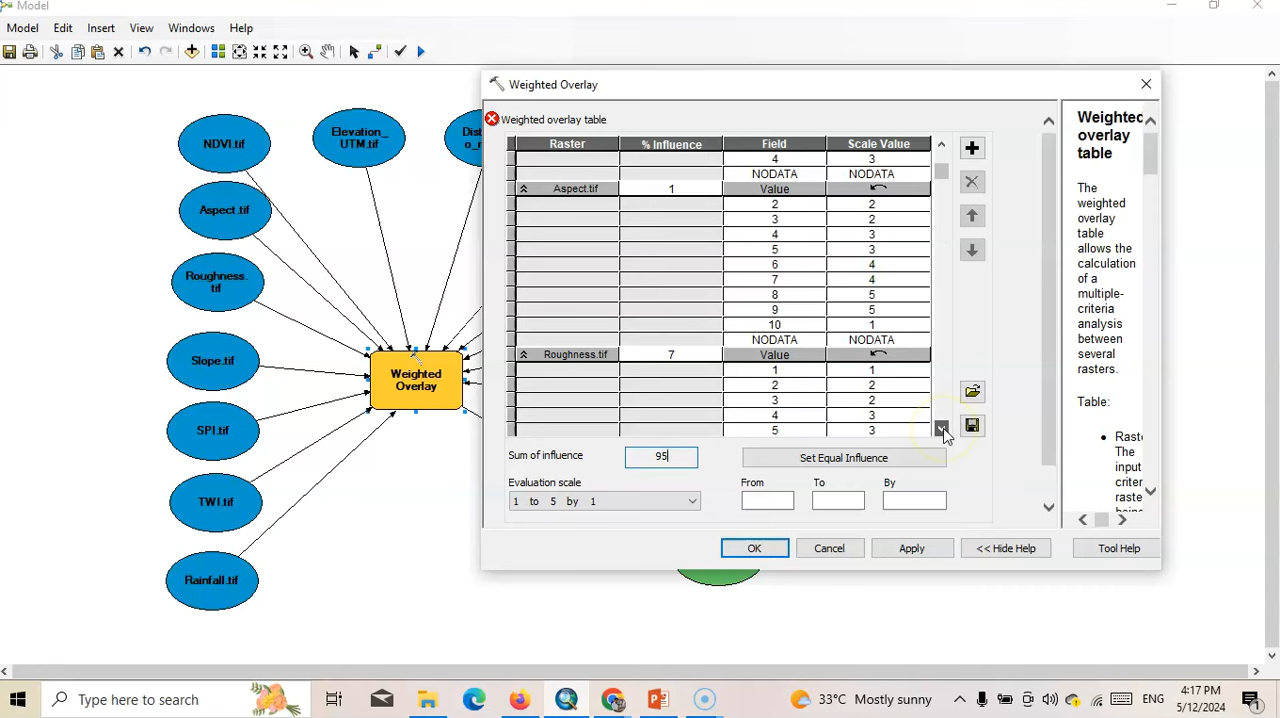 Model
Model Edit Insert View Windows Help
NDVI.tif
Elevation_
UTM.tif
Aspect.tif
Roughness.
tif
Slope.tif
SPI.tif
TWI.tif
Rainfall.tif
Weighted
Overlay
Weighted Overlay
Weighted overlay table
Raster % Influence Field Scale Value
4 3
NODATA NODATA
Aspect.tif 1 Value
2 2
3 2
4 3
5 3
6 4
7 4
8 5
9 5
10 1
NODATA NODATA
Roughness.tif 7 Value
1 1
2 2
3 2
4 3
5 3
Sum of influence 95 Set Equal Influence
Evaluation scale From To By
1 to 5 by 1
OK Cancel Apply << Hide Help Tool Help
Weighted
overlay
table
The
weighted
overlay
table
allows the
calculation
of a
multiple-
criteria
analysis
between
several
rasters.
Table:
The
input
Type here to search
33°C Mostly sunny ENG 4:17 PM
5/12/2024
1